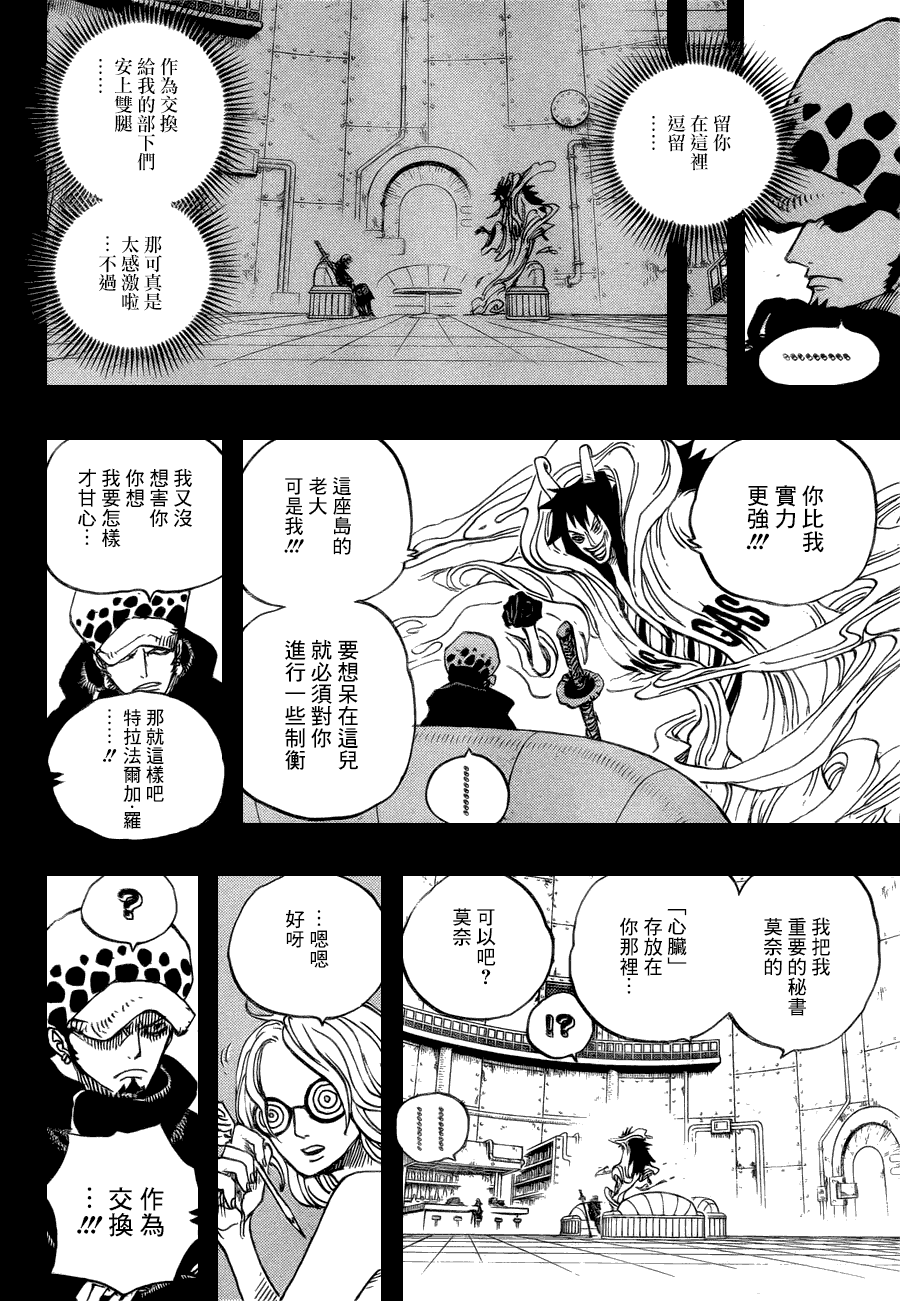 留你
在這裡
逗留
……
………
作為交換
給我的部下們
安上雙腿
……
那可真是
太感激啦
…不過
你比我
實力
更強!!!
GAS
這座島的
老大
可是我!!!
要想呆在這兒
就必須對你
進行一些制衡
………
我又沒
想害你
你想
我要怎樣
才甘心…
那就這樣吧
特拉法爾加·羅
……!!
我把我
重要的秘書
莫奈的
「心臟」
存放在
你那裡…
!?
可以吧?
莫奈
………
………
…嗯嗯
好呀
?
作為
交換
…!!!